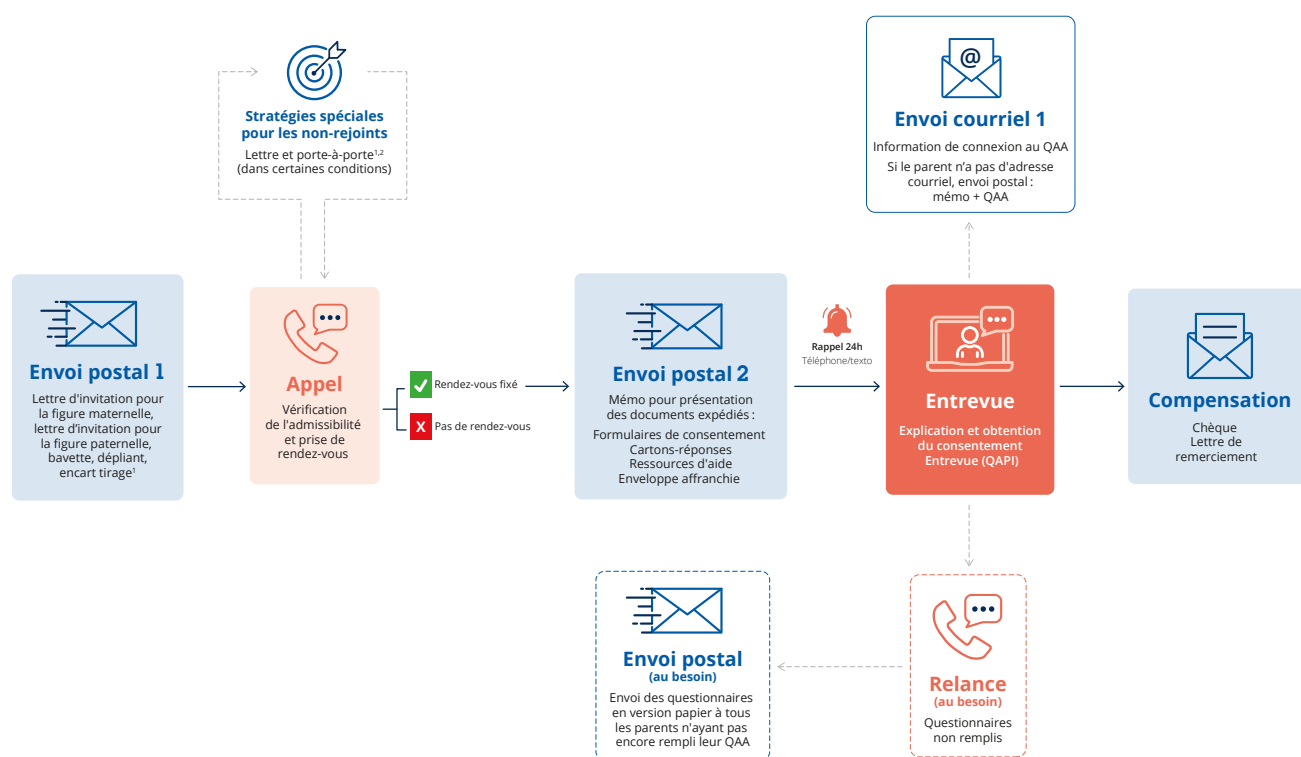 Stratégies spéciales
pour les non-rejoints
Lettre et porte-à-porte1,2
(dans certaines conditions)
@
Envoi courriel 1
Information de connexion au QAA
Si le parent n'a pas d'adresse
courriel, envoi postal :
mémo + QAA
Envoi postal 1
Lettre d'invitation pour
la figure maternelle,
lettre d'invitation pour
la figure paternelle,
bavette, dépliant,
encart tirage1
Appel
Vérification
de l'admissibilité
et prise de
rendez-vous
Rendez-vous fixé
X Pas de rendez-vous
Envoi postal 2
Mémo pour présentation
des documents expédiés :
Formulaires de consentement
Cartons-réponses
Ressources d'aide
Enveloppe affranchie
Rappel 24h
Téléphone/texto
Entrevue
Explication et obtention
du consentement
Entrevue (QAPI)
Compensation
Chèque
Lettre de
remerciement
Envoi postal
(au besoin)
Envoi des questionnaires
en version papier à tous
les parents n'ayant pas
encore rempli leur QAA
Relance
(au besoin)
Questionnaires
non remplis